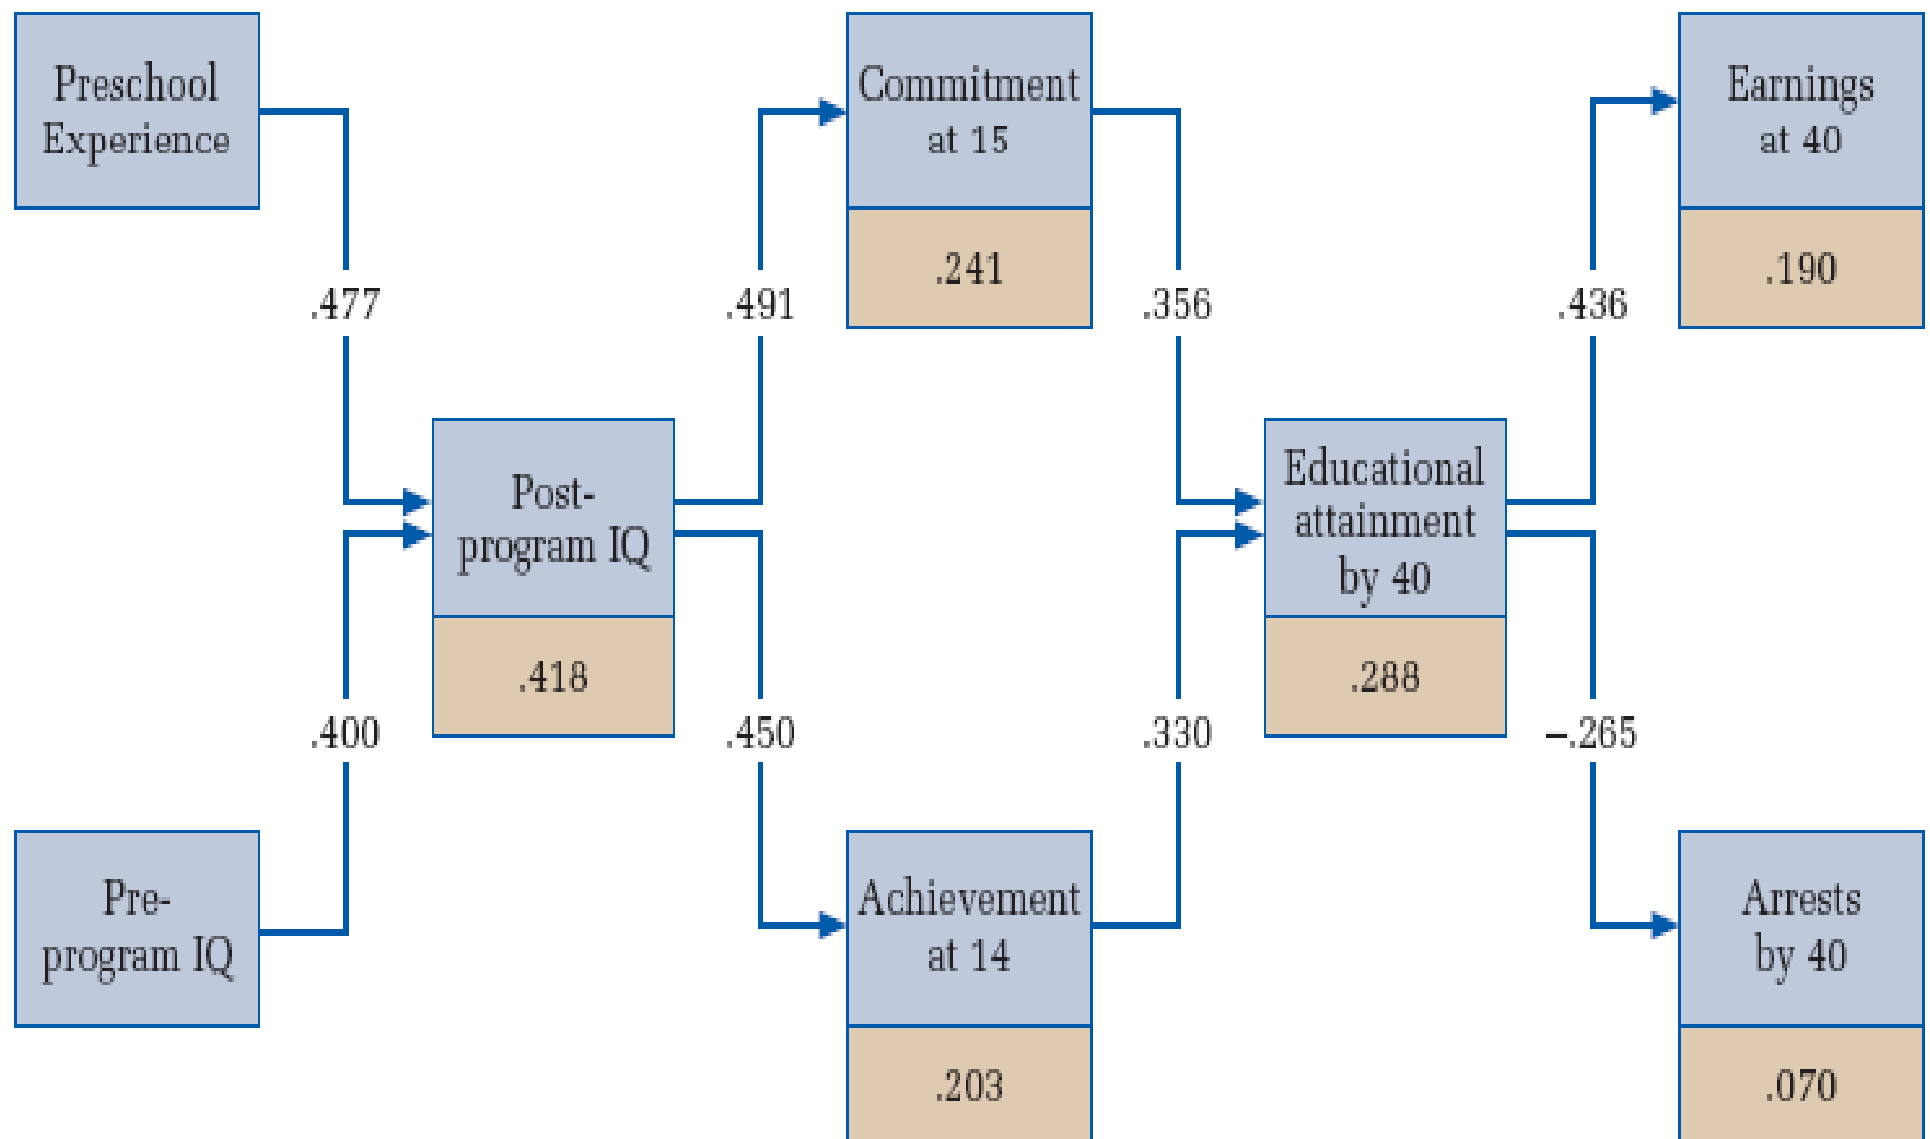 Preschool
Experience
Commitment
at 15
.241
Earnings
at 40
.190
.477
.491
.356
.436
Post-
program IQ
.418
Educational
attainment
by 40
.288
.400
.450
.330
–.265
Pre-
program IQ
Achievement
at 14
.203
Arrests
by 40
.070